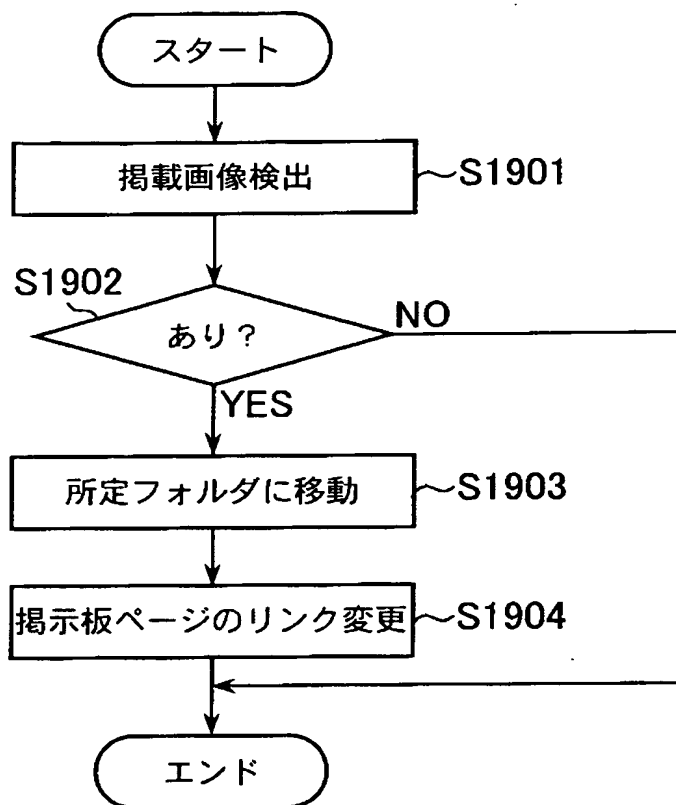 スタート
掲載画像検出
S1901
S1902
あり？
NO
YES
所定フォルダに移動
S1903
掲示板ページのリンク変更
S1904
エンド